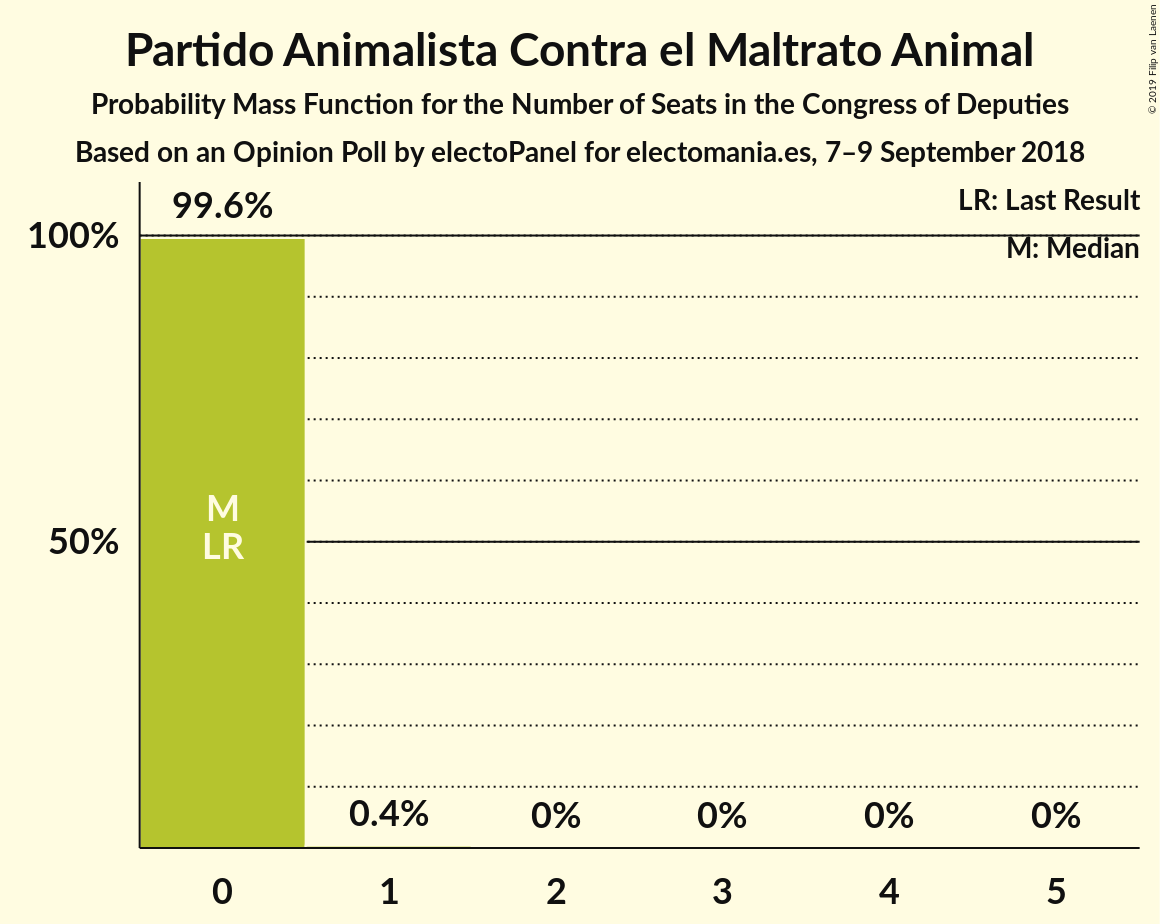 Partido Animalista Contra el Maltrato Animal
Probability Mass Function for the Number of Seats in the Congress of Deputies
Based on an Opinion Poll by electoPanel for electomania.es, 7–9 September 2018
© 2019 Filip van Laenen
LR: Last Result
M: Median
99.6%
100%
50%
M
LR
0.4%
0%
0%
0%
0%
0
1
2
3
4
5